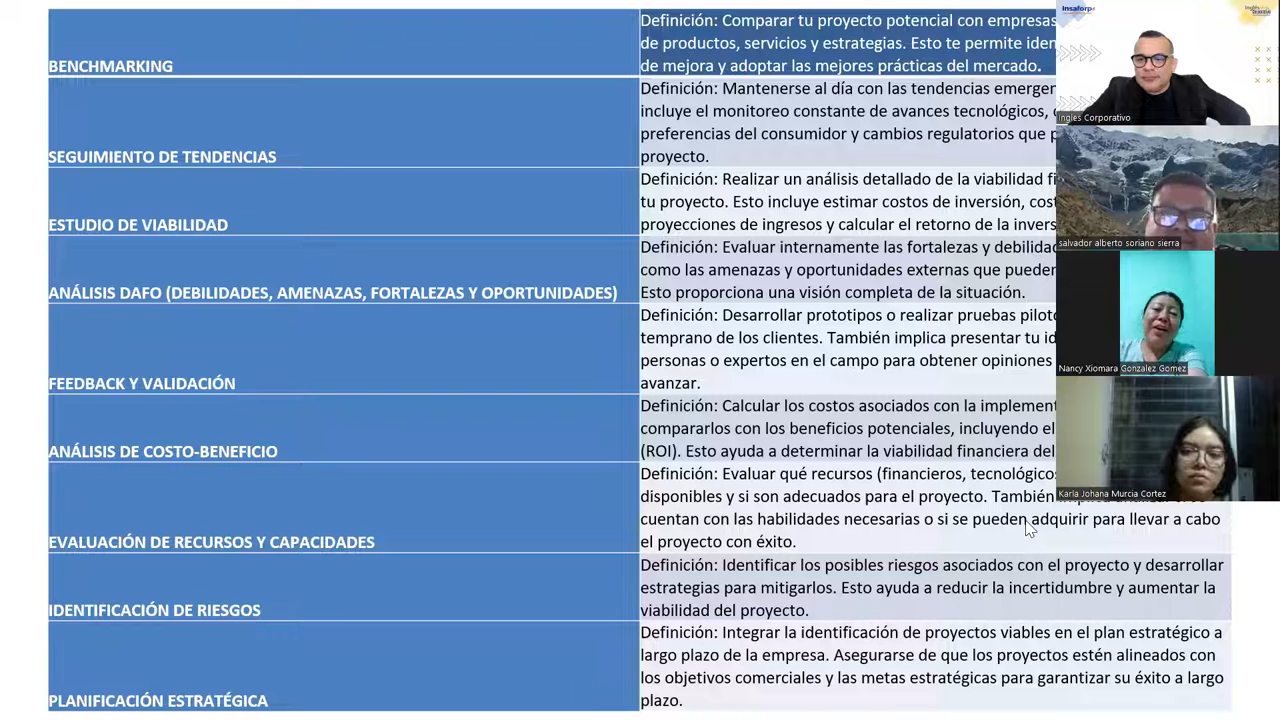 BENCHMARKING
Definición: Comparar tu proyecto potencial con empresas
de productos, servicios y estrategias. Esto te permite
de mejora y adoptar las mejores prácticas del mercado.
SEGUIMIENTO DE TENDENCIAS
Definición: Mantenerse al día con las tendencias
incluye el monitoreo constante de avances tecnológicos,
preferencias del consumidor y cambios regulatorios que
proyecto.
ESTUDIO DE VIABILIDAD
Definición: Realizar un análisis detallado de la viabilidad
tu proyecto. Esto incluye estimar costos de inversión,
proyecciones de ingresos y calcular el retorno de la
ANÁLISIS DAFO (DEBILIDADES, AMENAZAS, FORTALEZAS Y OPORTUNIDADES)
Definición: Evaluar internamente las fortalezas y
como las amenazas y oportunidades externas que pueden
Esto proporciona una visión completa de la situación.
FEEDBACK Y VALIDACIÓN
Definición: Desarrollar prototipos o realizar pruebas
temprano de los clientes. También implica presentar tu
personas o expertos en el campo para obtener opiniones
avanzar.
ANÁLISIS DE COSTO-BENEFICIO
Definición: Calcular los costos asociados con la
compararlos con los beneficios potenciales, incluyendo el
(ROI). Esto ayuda a determinar la viabilidad financiera del
EVALUACIÓN DE RECURSOS Y CAPACIDADES
Definición: Evaluar qué recursos (financieros,
disponibles y si son adecuados para el proyecto. También
cuentan con las habilidades necesarias o si se pueden adquirir para llevar a cabo
el proyecto con éxito.
IDENTIFICACIÓN DE RIESGOS
Definición: Identificar los posibles riesgos asociados con el proyecto y desarrollar
estrategias para mitigarlos. Esto ayuda a reducir la incertidumbre y aumentar la
viabilidad del proyecto.
PLANIFICACIÓN ESTRATÉGICA
Definición: Integrar la identificación de proyectos viables en el plan estratégico a
largo plazo de la empresa. Asegurarse de que los proyectos estén alineados con
los objetivos comerciales y las metas estratégicas para garantizar su éxito a largo
plazo.
insaforp
Ingles Corporativo
salvador alberto soriano sierra
Nancy Xiomara Gonzalez Gomez
Karla Johana Murcia Cortez